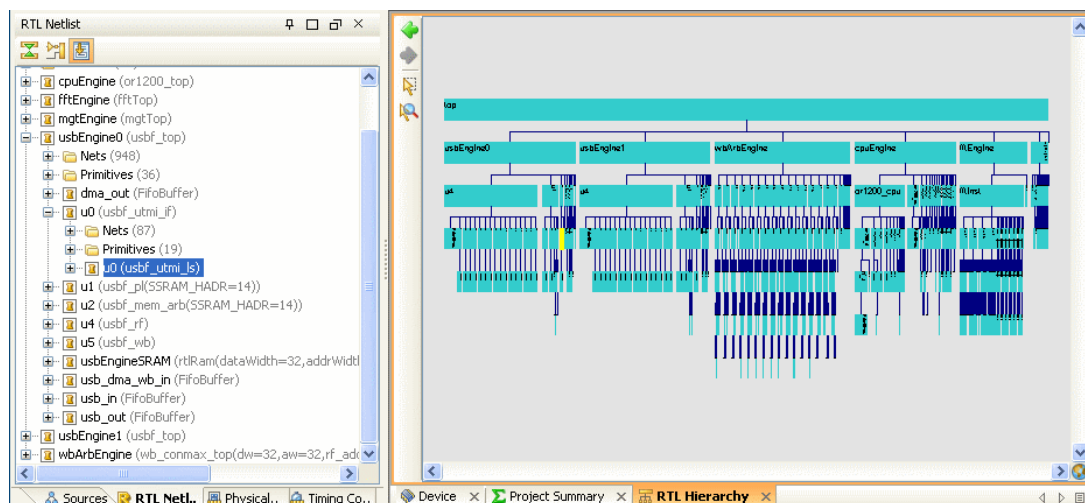 RTL Netlist
cpuEngine (or1200_top)
fftEngine (fftTop)
mgtEngine (mgtTop)
usbEngine0 (usbf_top)
Nets (948)
Primitives (36)
dma_out (FifoBuffer)
u0 (usbf_utmi_if)
Nets (87)
Primitives (19)
u0 (usbf_utmi_ls)
u1 (usbf_pl(SSRAM_HADR=14))
u2 (usbf_mem_arb(SSRAM_HADR=14))
u4 (usbf_rf)
u5 (usbf_wb)
usbEngineSRAM (rtlRam(dataWidth=32,addrWidt
usb_dma_wb_in (FifoBuffer)
usb_in (FifoBuffer)
usb_out (FifoBuffer)
usbEngine1 (usbf_top)
wbArbEngine (wb_conmax_top(dw=32,aw=32,rf_add
Sources RTL Netl.. Physical.. Timing Co..
top
usbEngine0 usbEngine1 wbArbEngine cpuEngine fftEngine
u4 u4 or1200_cpu fftInst
Device Project Summary RTL Hierarchy